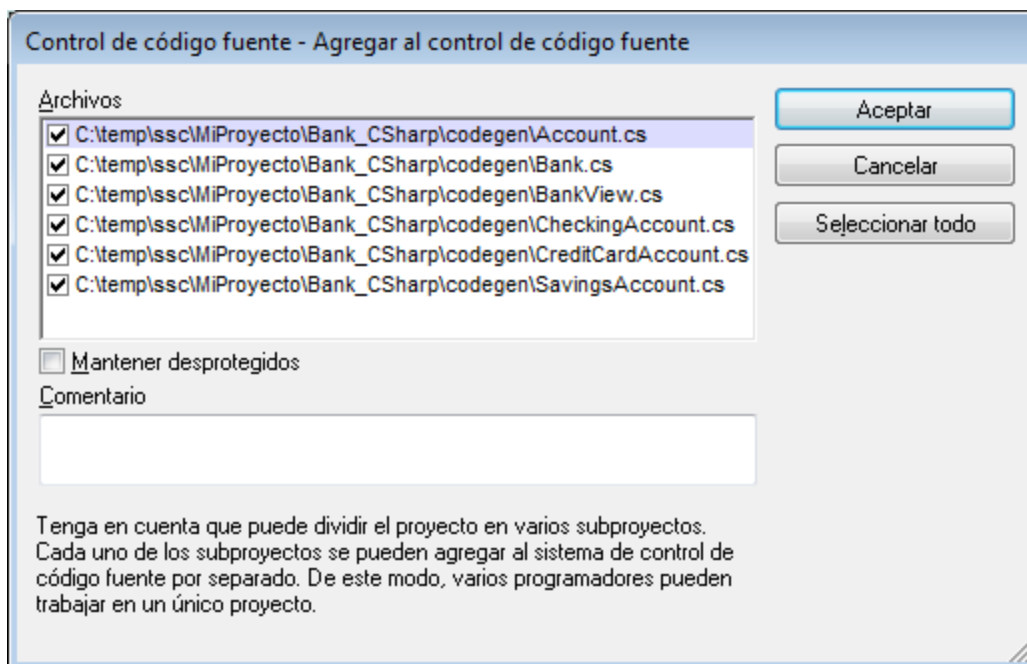 Control de código fuente - Agregar al control de código fuente
Archivos
C:\temp\ssc\MiProyecto\Bank_CSharp\codegen\Account.cs
C:\temp\ssc\MiProyecto\Bank_CSharp\codegen\Bank.cs
C:\temp\ssc\MiProyecto\Bank_CSharp\codegen\BankView.cs
C:\temp\ssc\MiProyecto\Bank_CSharp\codegen\CheckingAccount.cs
C:\temp\ssc\MiProyecto\Bank_CSharp\codegen\CreditCardAccount.cs
C:\temp\ssc\MiProyecto\Bank_CSharp\codegen\SavingsAccount.cs
Aceptar
Cancelar
Seleccionar todo
Mantener desprotegidos
Comentario
Tenga en cuenta que puede dividir el proyecto en varios subproyectos.
Cada uno de los subproyectos se pueden agregar al sistema de control de
código fuente por separado. De este modo, varios programadores pueden
trabajar en un único proyecto.